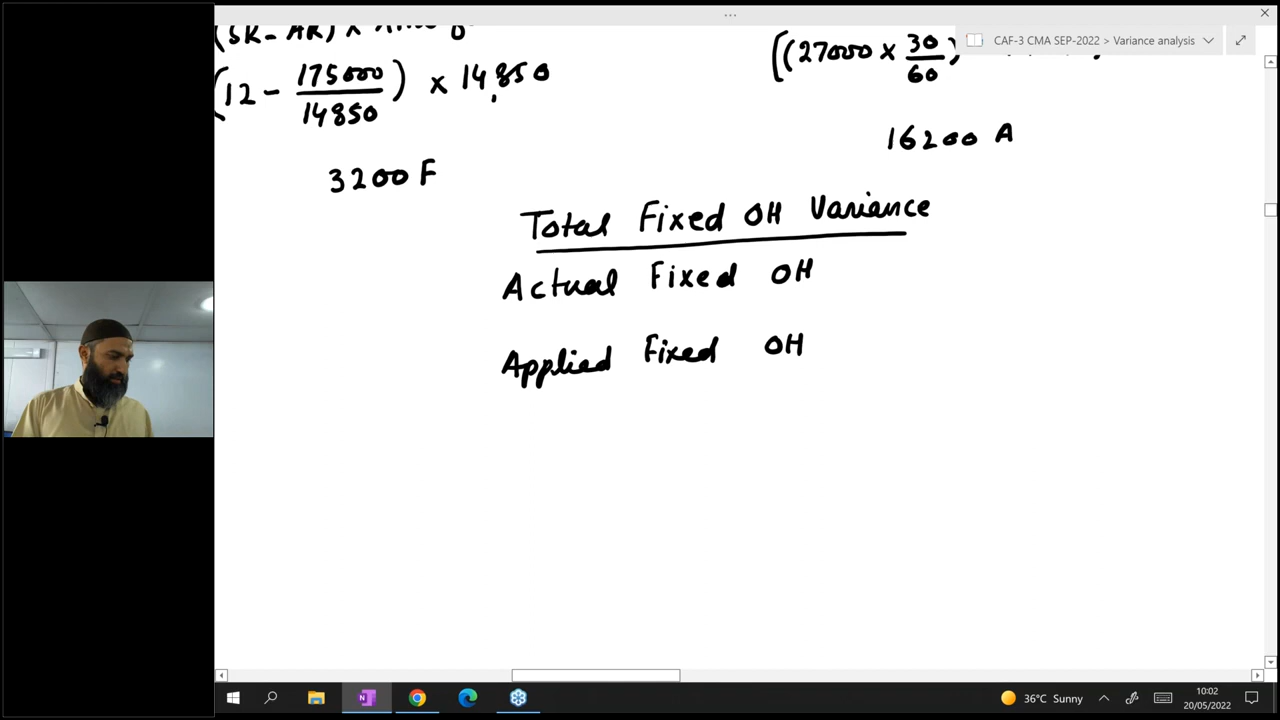 CAF-3 CMA SEP-2022 > Variance analysis
(12 - 175000/14850) × 14,850
((27000 × 30/60)
3200 F
16200 A
Total Fixed OH Variance
Actual Fixed OH
Applied Fixed OH
36°C Sunny
10:02
20/05/2022